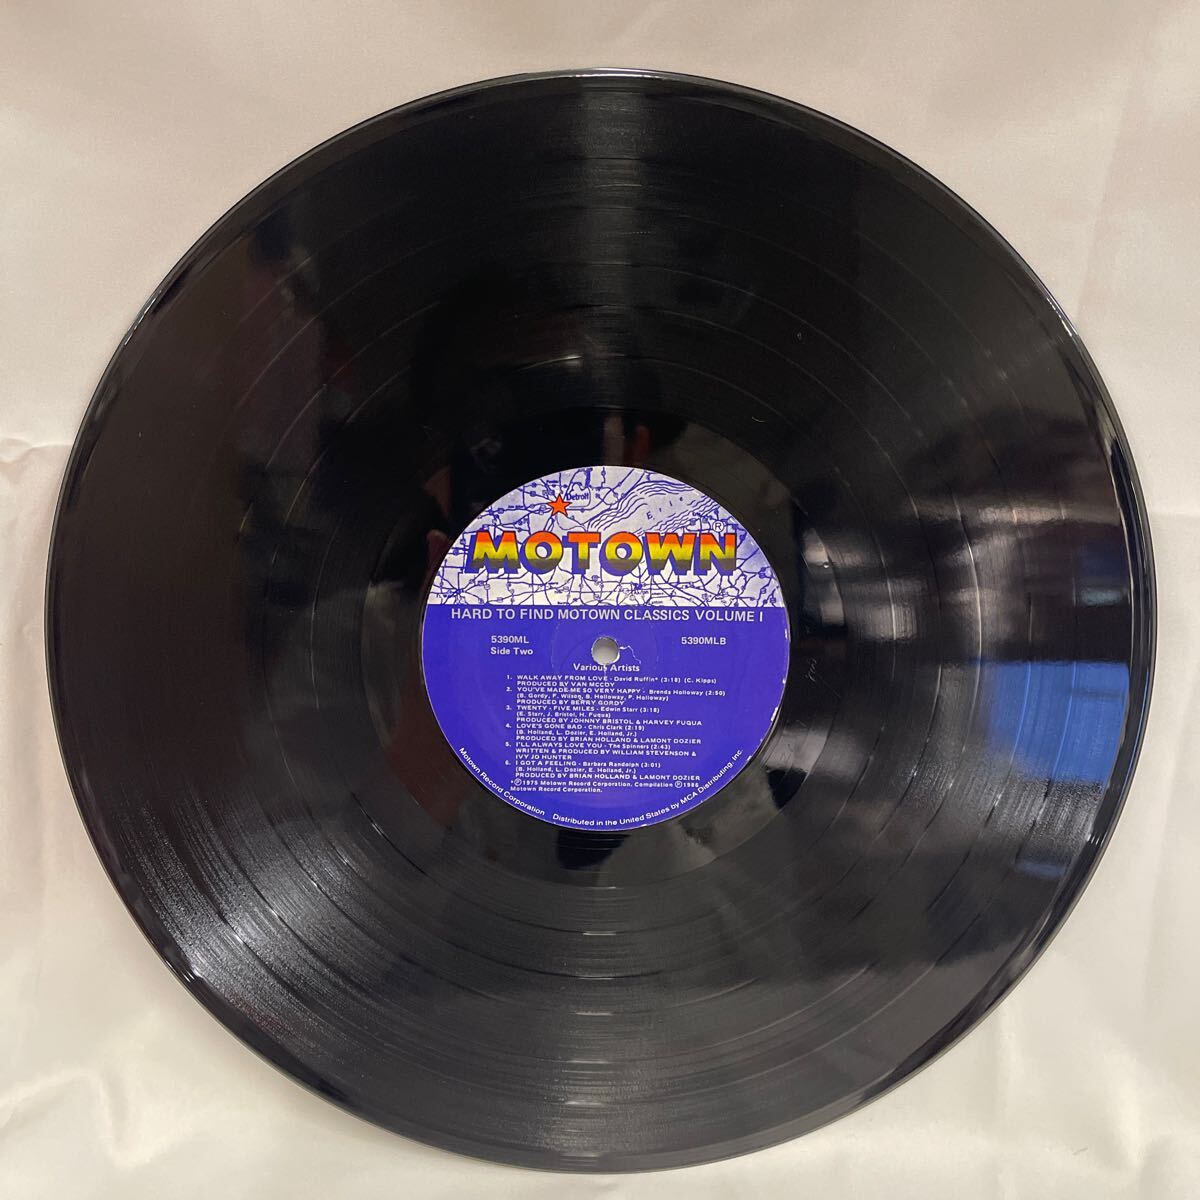 Detroit
Erie
MOTOWN®
HARD TO FIND MOTOWN CLASSICS VOLUME I
5390ML 5390MLB
Side Two
Various Artists
1. WALK AWAY FROM LOVE - David Ruffin* (3:18) (C. Kipps)
PRODUCED BY VAN McCOY
2. YOU'VE MADE ME SO VERY HAPPY - Brenda Holloway (2:50)
(B. Gordy, F. Wilson, B. Holloway, P. Holloway)
PRODUCED BY BERRY GORDY
3. TWENTY - FIVE MILES - Edwin Starr (3:18)
(E. Starr, J. Bristol, H. Fuqua)
PRODUCED BY JOHNNY BRISTOL & HARVEY FUQUA
4. LOVE'S GONE BAD - Chris Clark (2:19)
(B. Holland, L. Dozier, E. Holland, Jr.)
PRODUCED BY BRIAN HOLLAND & LAMONT DOZIER
5. I'LL ALWAYS LOVE YOU - The Spinners (2:43)
WRITTEN & PRODUCED BY WILLIAM STEVENSON &
IVY JO HUNTER
6. I GOT A FEELING - Barbara Randolph (3:01)
(B. Holland, L. Dozier, E. Holland, Jr.)
PRODUCED BY BRIAN HOLLAND & LAMONT DOZIER
*Ⓟ1975 Motown Record Corporation. Compilation Ⓟ1986
Motown Record Corporation.
Motown Record Corporation Distributed in the United States by MCA Distributing, Inc.